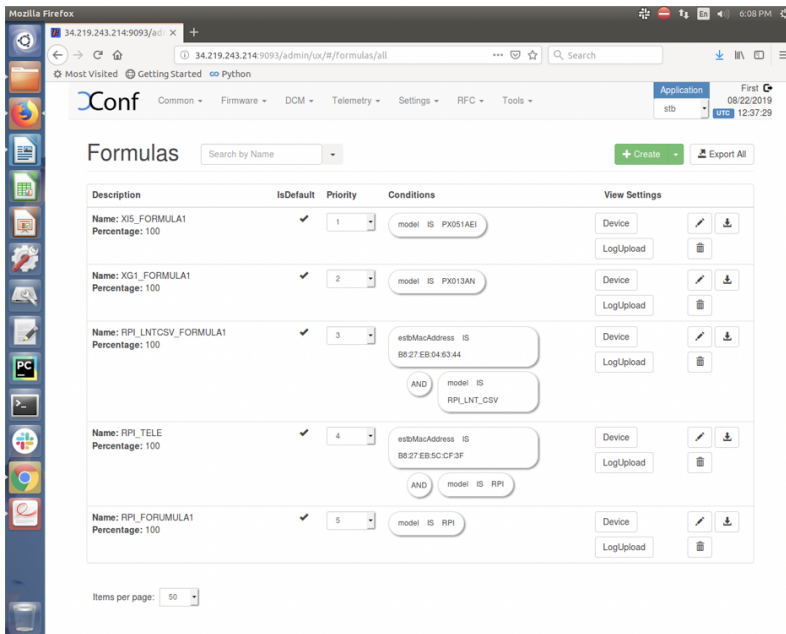 Mozilla Firefox
En
6:08 PM
34.219.243.214:9093/adm
34.219.243.214:9093/admin/ux/#/formulas/all
Search
Most Visited Getting Started Python
XConf Common Firmware DCM Telemetry Settings RFC Tools
Application
stb
First
08/22/2019
UTC 12:37:29
Formulas
Search by Name
Create
Export All
Description IsDefault Priority Conditions View Settings
Name: XI5_FORMULA1
Percentage: 100
1
model IS PX051AEI
Device
LogUpload
Name: XG1_FORMULA1
Percentage: 100
2
model IS PX013AN
Device
LogUpload
Name: RPI_LNTCSV_FORMULA1
Percentage: 100
3
estbMacAddress IS
B8:27:EB:04:63:44
AND
model IS
RPI_LNT_CSV
Device
LogUpload
Name: RPI_TELE
Percentage: 100
4
estbMacAddress IS
B8:27:EB:5C:CF:3F
AND
model IS RPI
Device
LogUpload
Name: RPI_FORUMULA1
Percentage: 100
5
model IS RPI
Device
LogUpload
Items per page: 50
PC